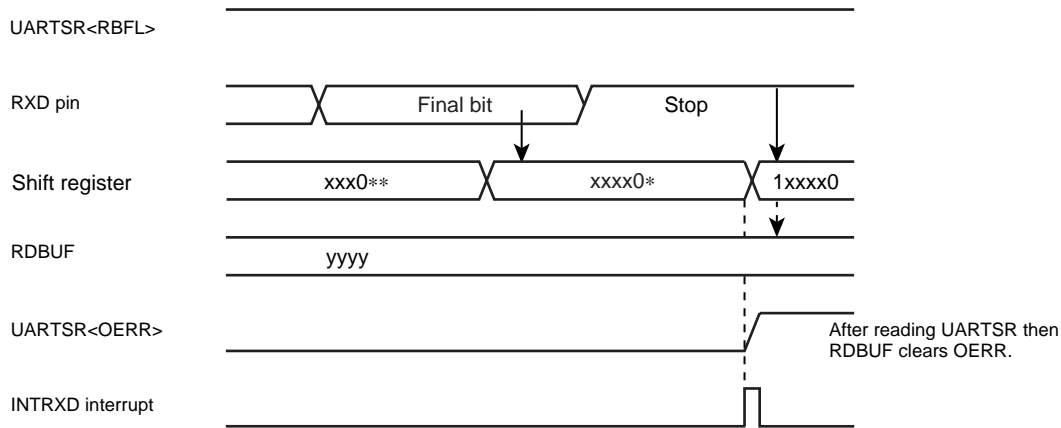 UARTSR<RBFL>
RXD pin
Final bit
Stop
Shift register
xxx0**
xxxx0*
1xxxx0
RDBUF
yyyy
UARTSR<OERR>
After reading UARTSR then
RDBUF clears OERR.
INTRXD interrupt